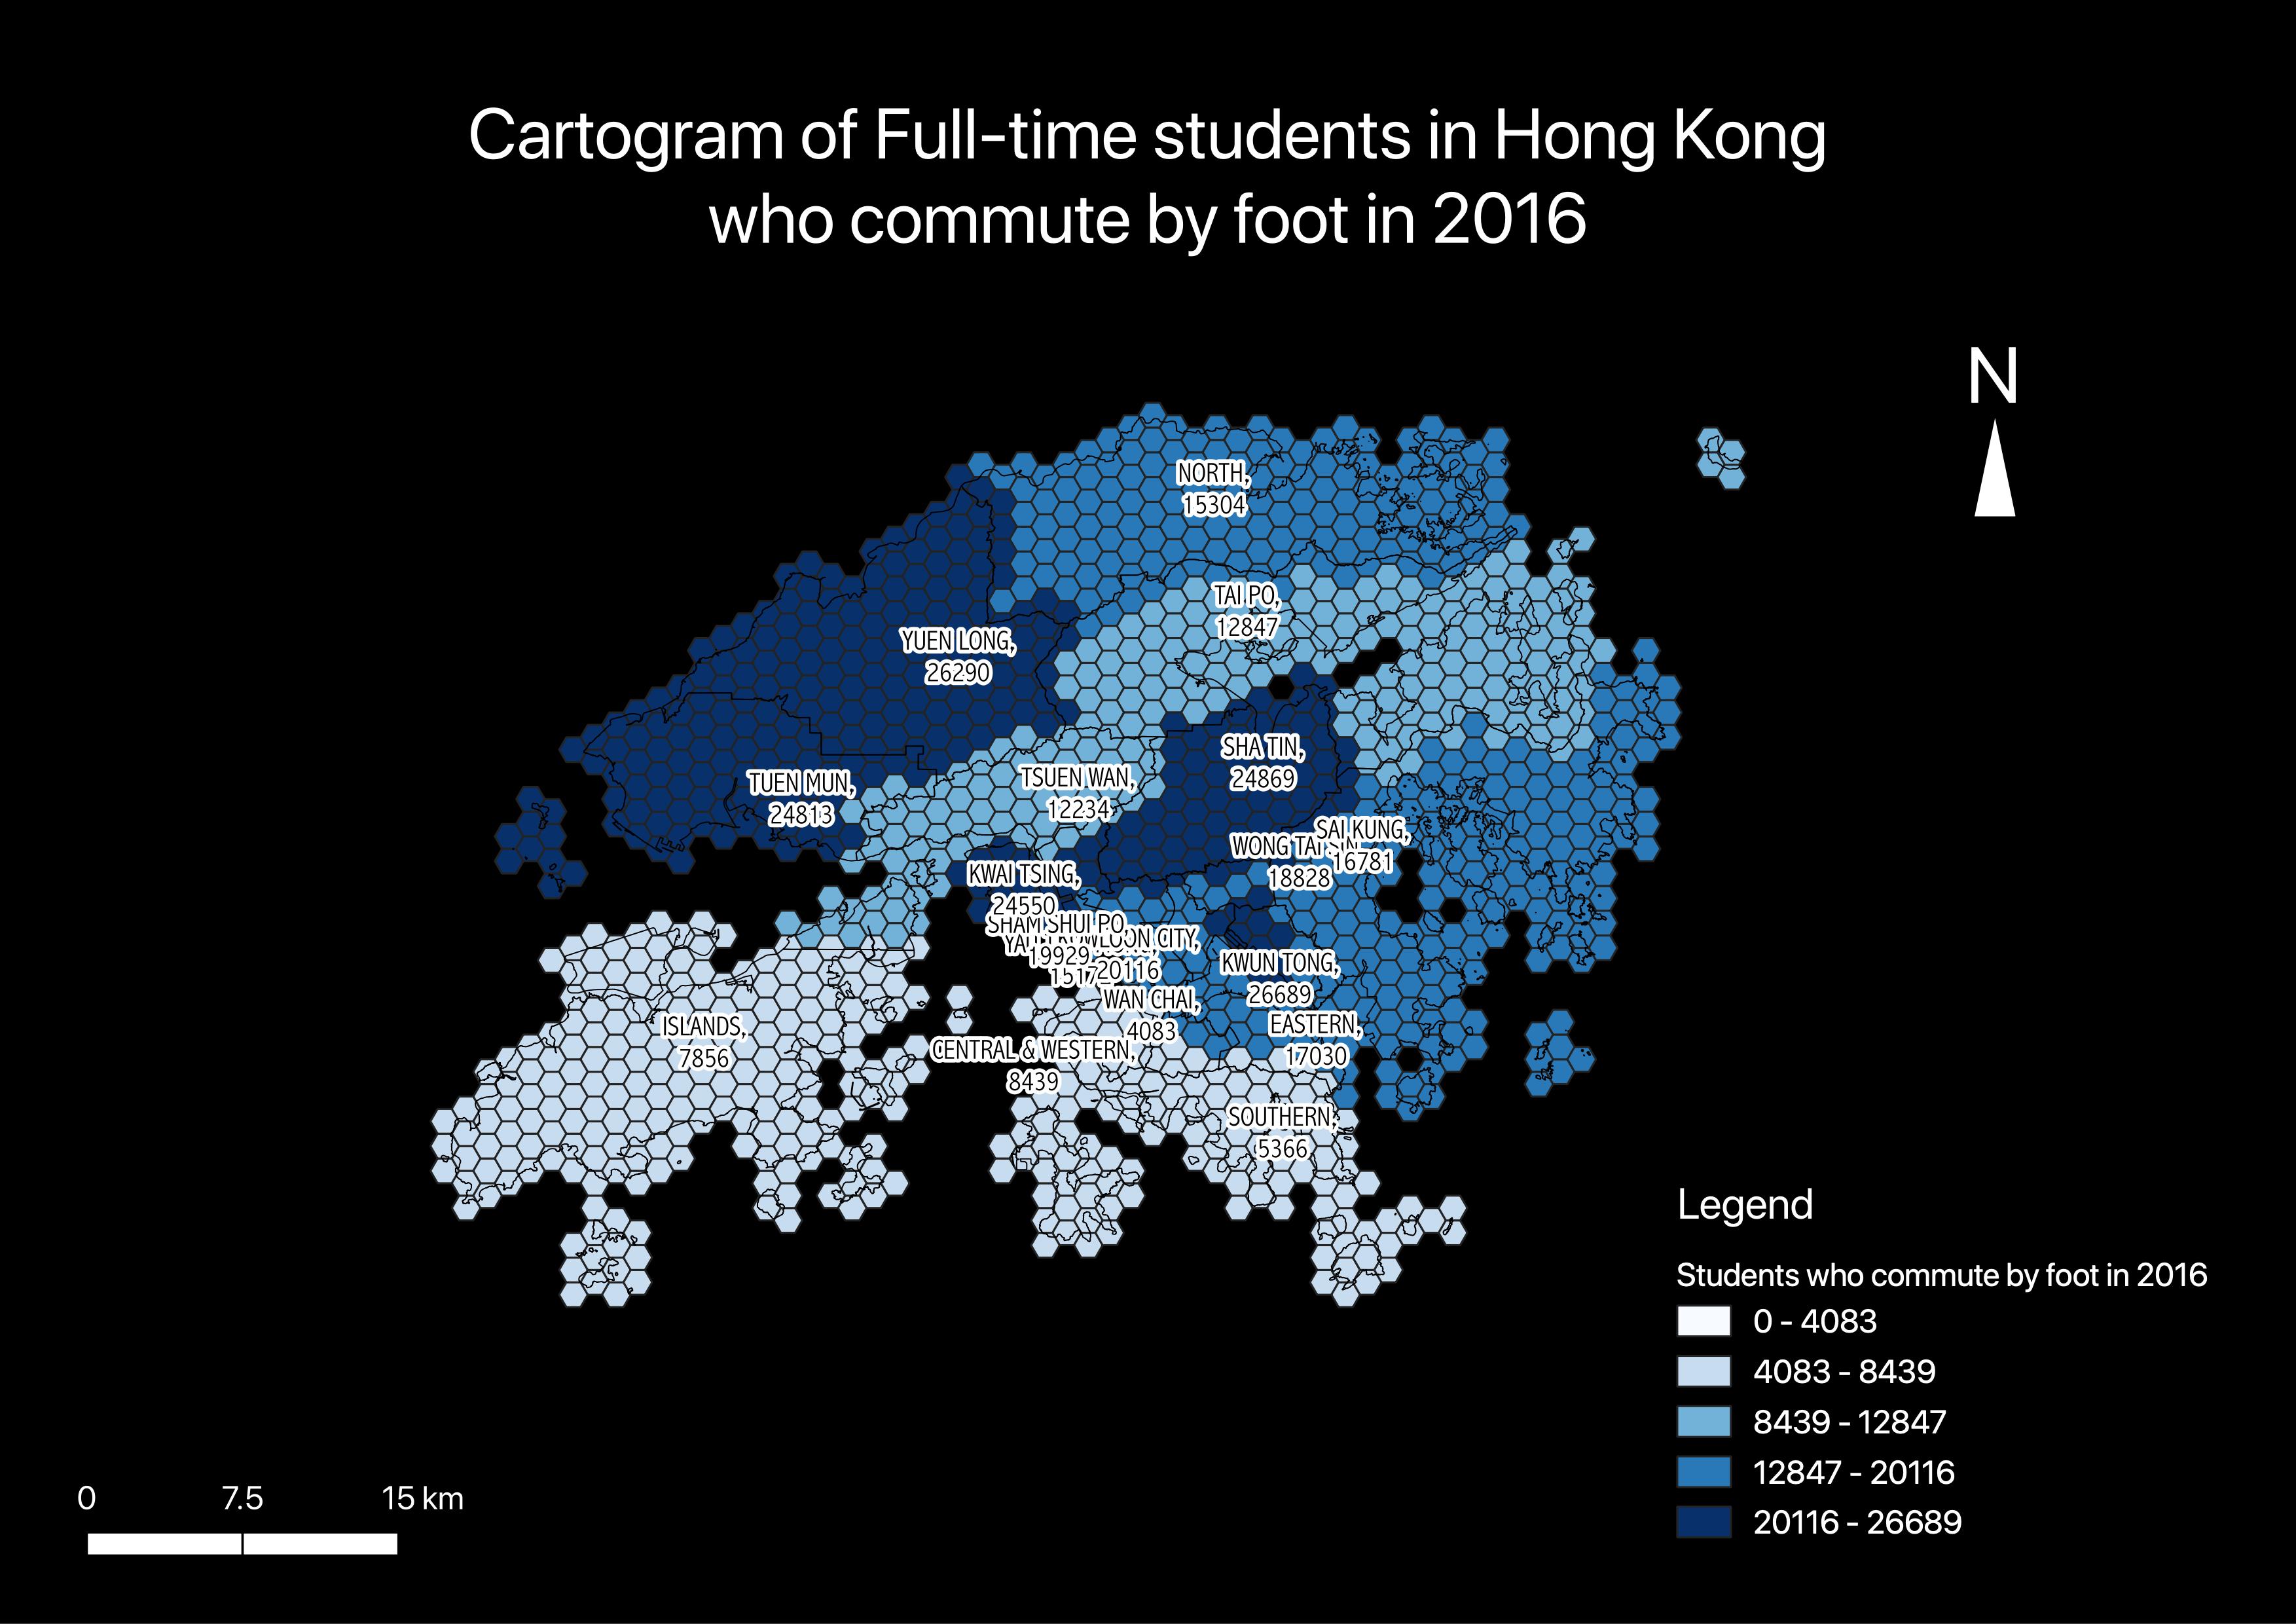 Cartogram of Full-time students in Hong Kong
who commute by foot in 2016
N
NORTH,
15304
TAI PO,
12847
YUEN LONG,
26290
SHA TIN,
24869
TSUEN WAN,
12234
TUEN MUN,
24813
SAI KUNG,
16781
WONG TAI SIN,
18828
KWAI TSING,
24550
SHAM SHUI PO,
19929
KOWLOON CITY,
20116
KWUN TONG,
26689
WAN CHAI,
4083
EASTERN,
17030
ISLANDS,
7856
CENTRAL & WESTERN,
8439
SOUTHERN,
5366
Legend
Students who commute by foot in 2016
0 - 4083
4083 - 8439
8439 - 12847
12847 - 20116
20116 - 26689
0 7.5 15 km